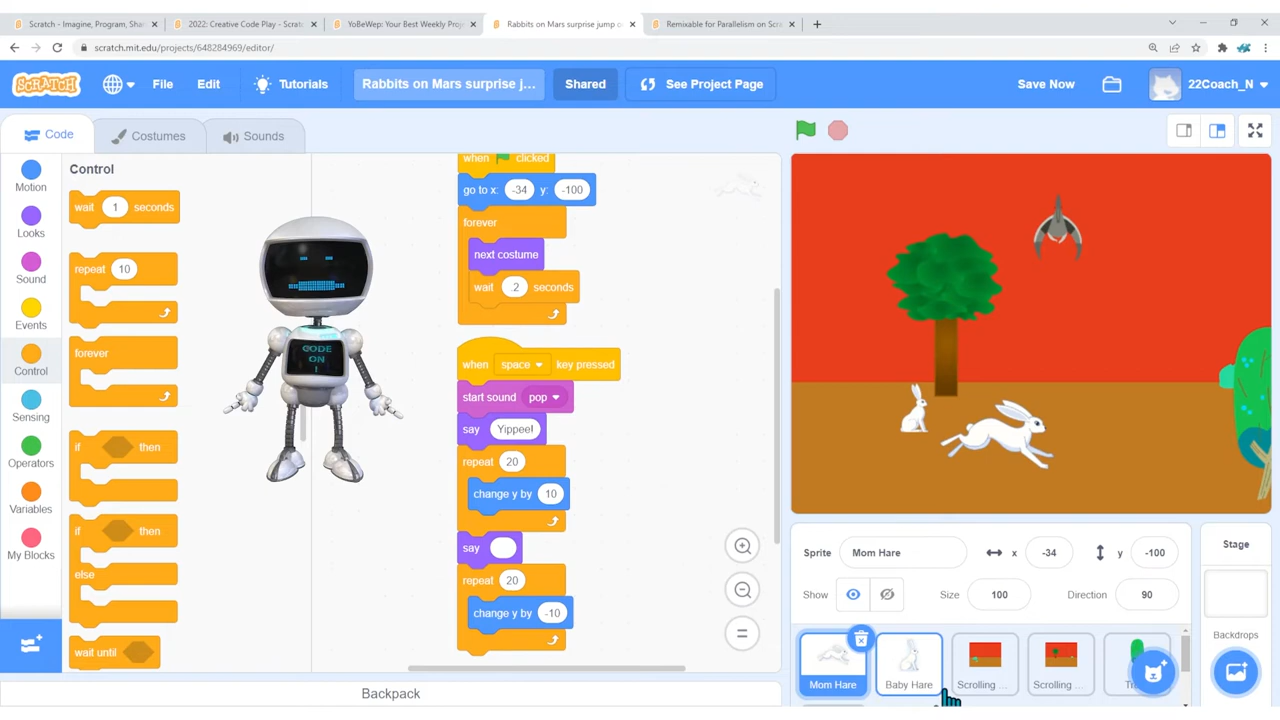 Scratch - Imagine, Program, Shar
2022: Creative Code Play - Scratc
YoBeWep: Your Best Weekly Proje
Rabbits on Mars surprise jump o
Remixable for Parallelism on Scra
scratch.mit.edu/projects/648284969/editor/
SCRATCH
File
Edit
Tutorials
Rabbits on Mars surprise j...
Shared
See Project Page
Save Now
22Coach_N
Code
Costumes
Sounds
Motion
Looks
Sound
Events
Control
Sensing
Operators
Variables
My Blocks
Control
wait 1 seconds
repeat 10
forever
if then
if then
else
wait until
CODE
ON
!
when clicked
go to x: -34 y: -100
forever
next costume
wait .2 seconds
when space key pressed
start sound pop
say Yippee!
repeat 20
change y by 10
say
repeat 20
change y by -10
Backpack
Sprite Mom Hare x -34 y -100
Show Size 100 Direction 90
Mom Hare
Baby Hare
Scrolling ...
Scrolling ...
Stage
Backdrops